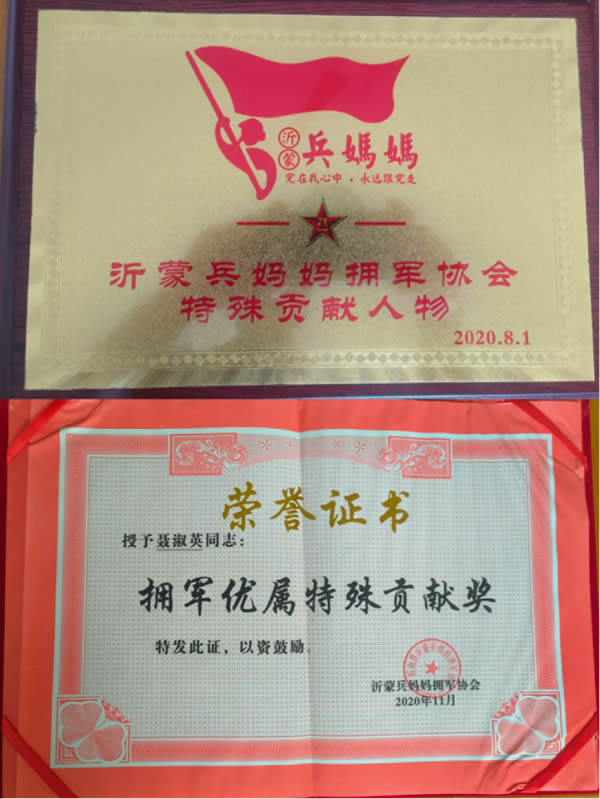 沂蒙
兵媽媽
党在我心中·永远跟党走
八一
沂蒙兵妈妈拥军协会
特殊贡献人物
2020.8.1
荣誉证书
授予聂淑英同志：
拥军优属特殊贡献奖
特发此证，以资鼓励。
沂蒙兵妈妈拥军协会
2020年11月